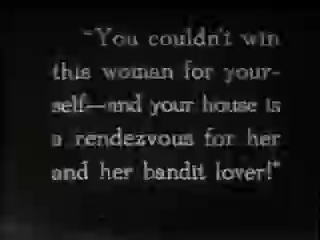 "You couldn't win
this woman for your-
self—and your house is
a rendezvous for her
and her bandit lover!"